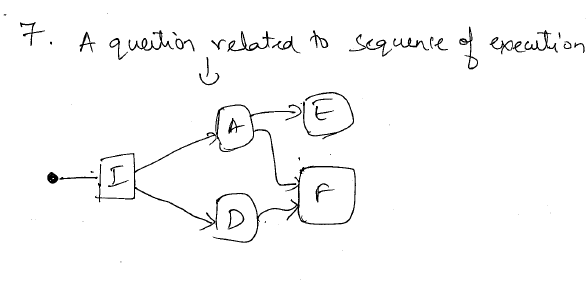 7. A question related to sequence of execution
A
E
I
F
D